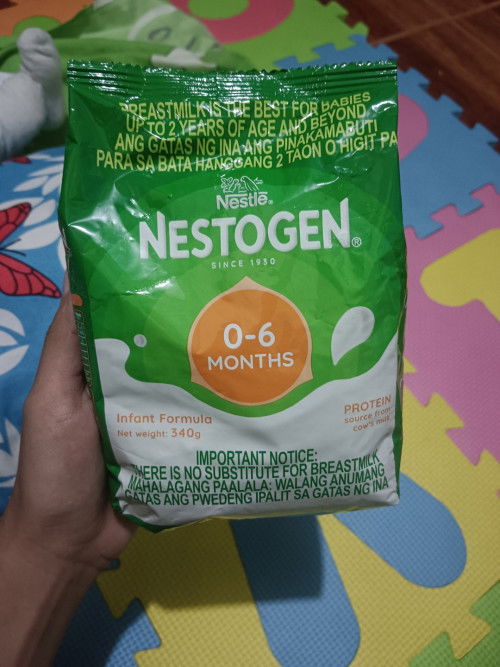 BREASTMILK IS THE BEST FOR BABIES
UP TO 2 YEARS OF AGE AND BEYOND
ANG GATAS NG INA ANG PINAKAMABUTI
PARA SA BATA HANGGANG 2 TAON O HIGIT PA
Nestlé®
NESTOGEN®
SINCE 1930
0-6
MONTHS
Infant Formula
Net weight: 340g
PROTEIN
source from
cow's milk
IMPORTANT NOTICE:
THERE IS NO SUBSTITUTE FOR BREASTMILK
MAHALAGANG PAALALA: WALANG ANUMANG
GATAS ANG PWEDENG IPALIT SA GATAS NG INA